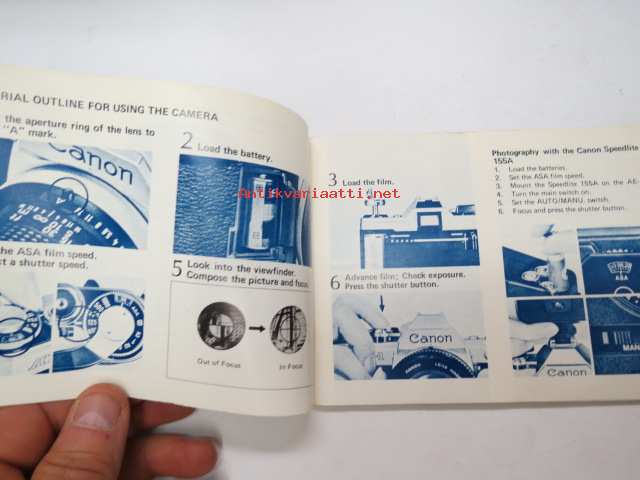 RIAL OUTLINE FOR USING THE CAMERA
the aperture ring of the lens to
"A" mark.
Canon
2 Load the battery.
he ASA film speed.
ct a shutter speed.
5 Look into the viewfinder.
Compose the picture and focus
Out of Focus
In Focus
Antikvariaatti.net
3 Load the film.
6 Advance film; Check exposure.
Press the shutter button.
Canon
Photography with the Canon Speedlite
155A
1. Load the batteries.
2. Set the ASA film speed.
3. Mount the Speedlite 155A on the AE-
4. Turn the main switch on.
5. Set the AUTO/MANU. switch.
6. Focus and press the shutter button.
ASA
MAN
Canon